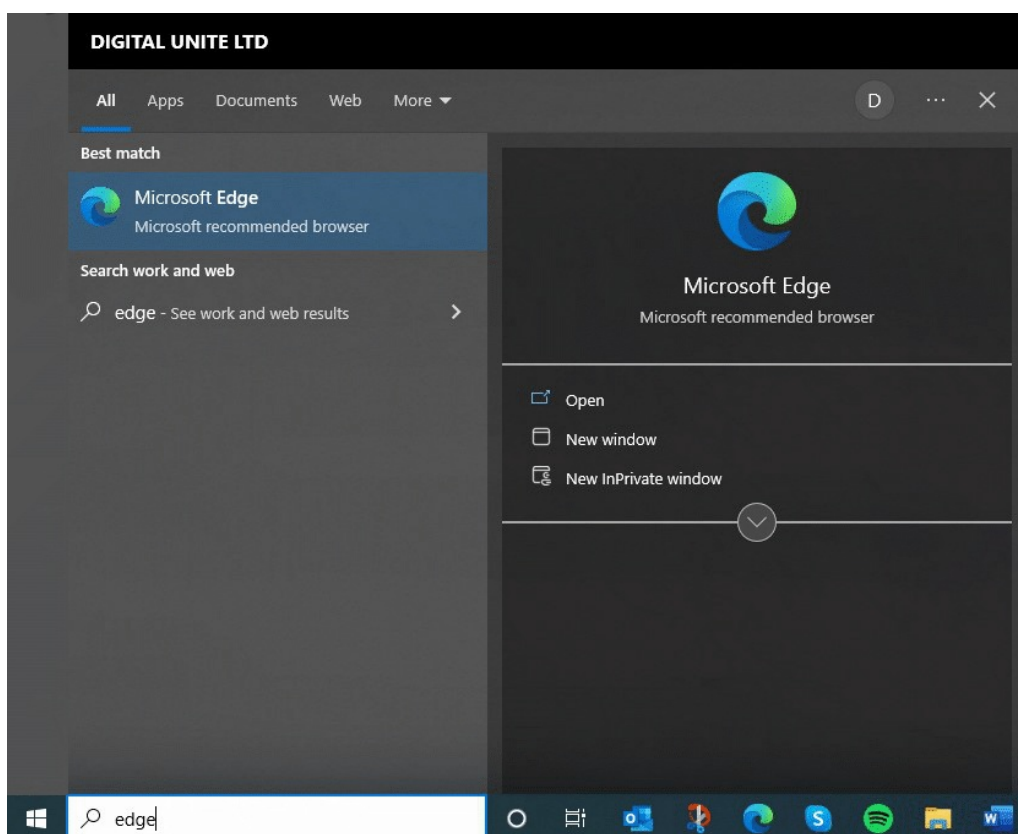 DIGITAL UNITE LTD
All Apps Documents Web More D ...
Best match
Microsoft Edge
Microsoft recommended browser
Search work and web
edge - See work and web results
Microsoft Edge
Microsoft recommended browser
Open
New window
New InPrivate window
edge